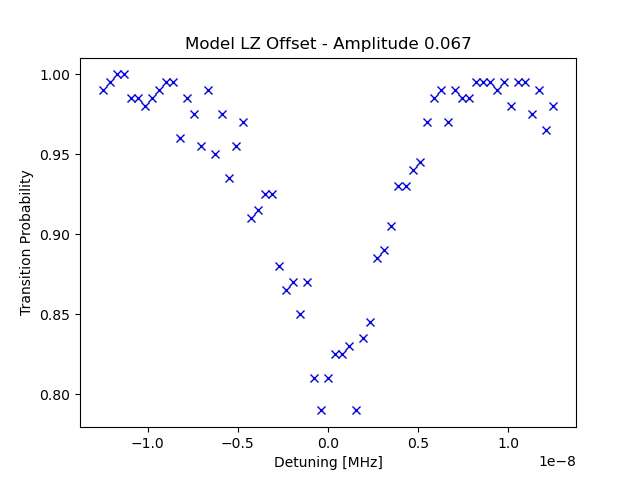 Model LZ Offset - Amplitude 0.067
Transition Probability
1.00
0.95
0.90
0.85
0.80
−1.0 −0.5 0.0 0.5 1.0
Detuning [MHz]
1e−8